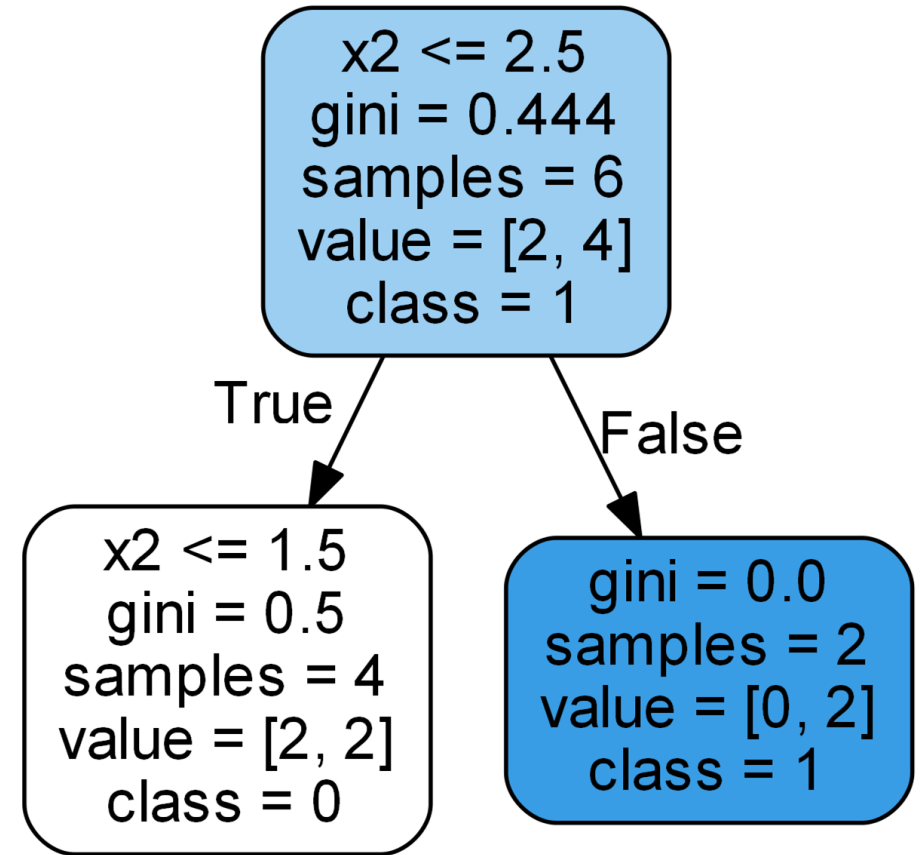 x2 <= 2.5
gini = 0.444
samples = 6
value = [2, 4]
class = 1
True
False
x2 <= 1.5
gini = 0.5
samples = 4
value = [2, 2]
class = 0
gini = 0.0
samples = 2
value = [0, 2]
class = 1